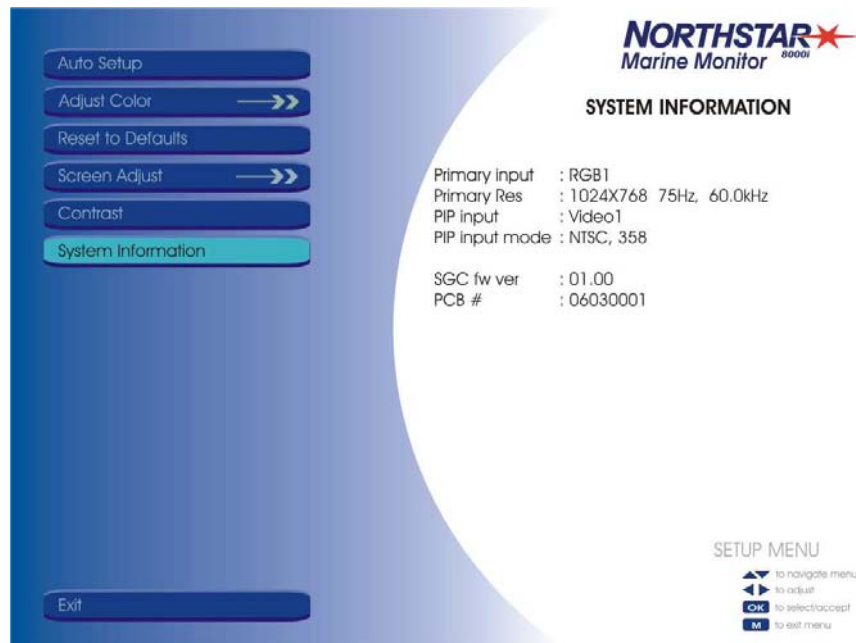 Auto Setup
Adjust Color
Reset to Defaults
Screen Adjust
Contrast
System Information
Exit
NORTHSTAR
Marine Monitor 8000i
SYSTEM INFORMATION
Primary input : RGB1
Primary Res : 1024X768 75Hz, 60.0kHz
PIP input : Video1
PIP input mode : NTSC, 358
SGC fw ver : 01.00
PCB # : 06030001
SETUP MENU
to navigate menu
to adjust
OK to select/accept
M to exit menu